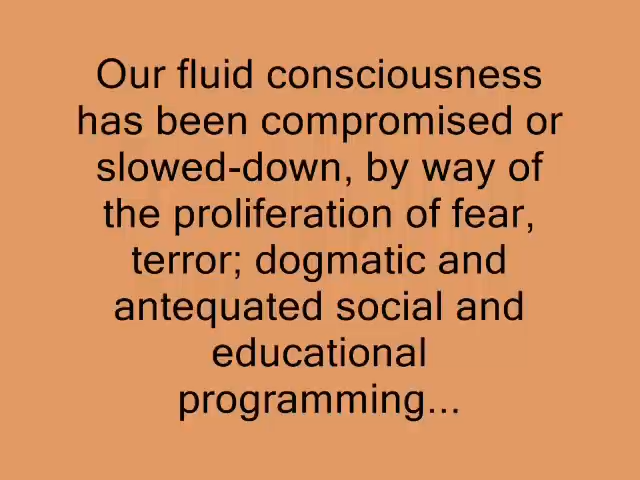 Our fluid consciousness
has been compromised or
slowed-down, by way of
the proliferation of fear,
terror; dogmatic and
antequated social and
educational
programming...